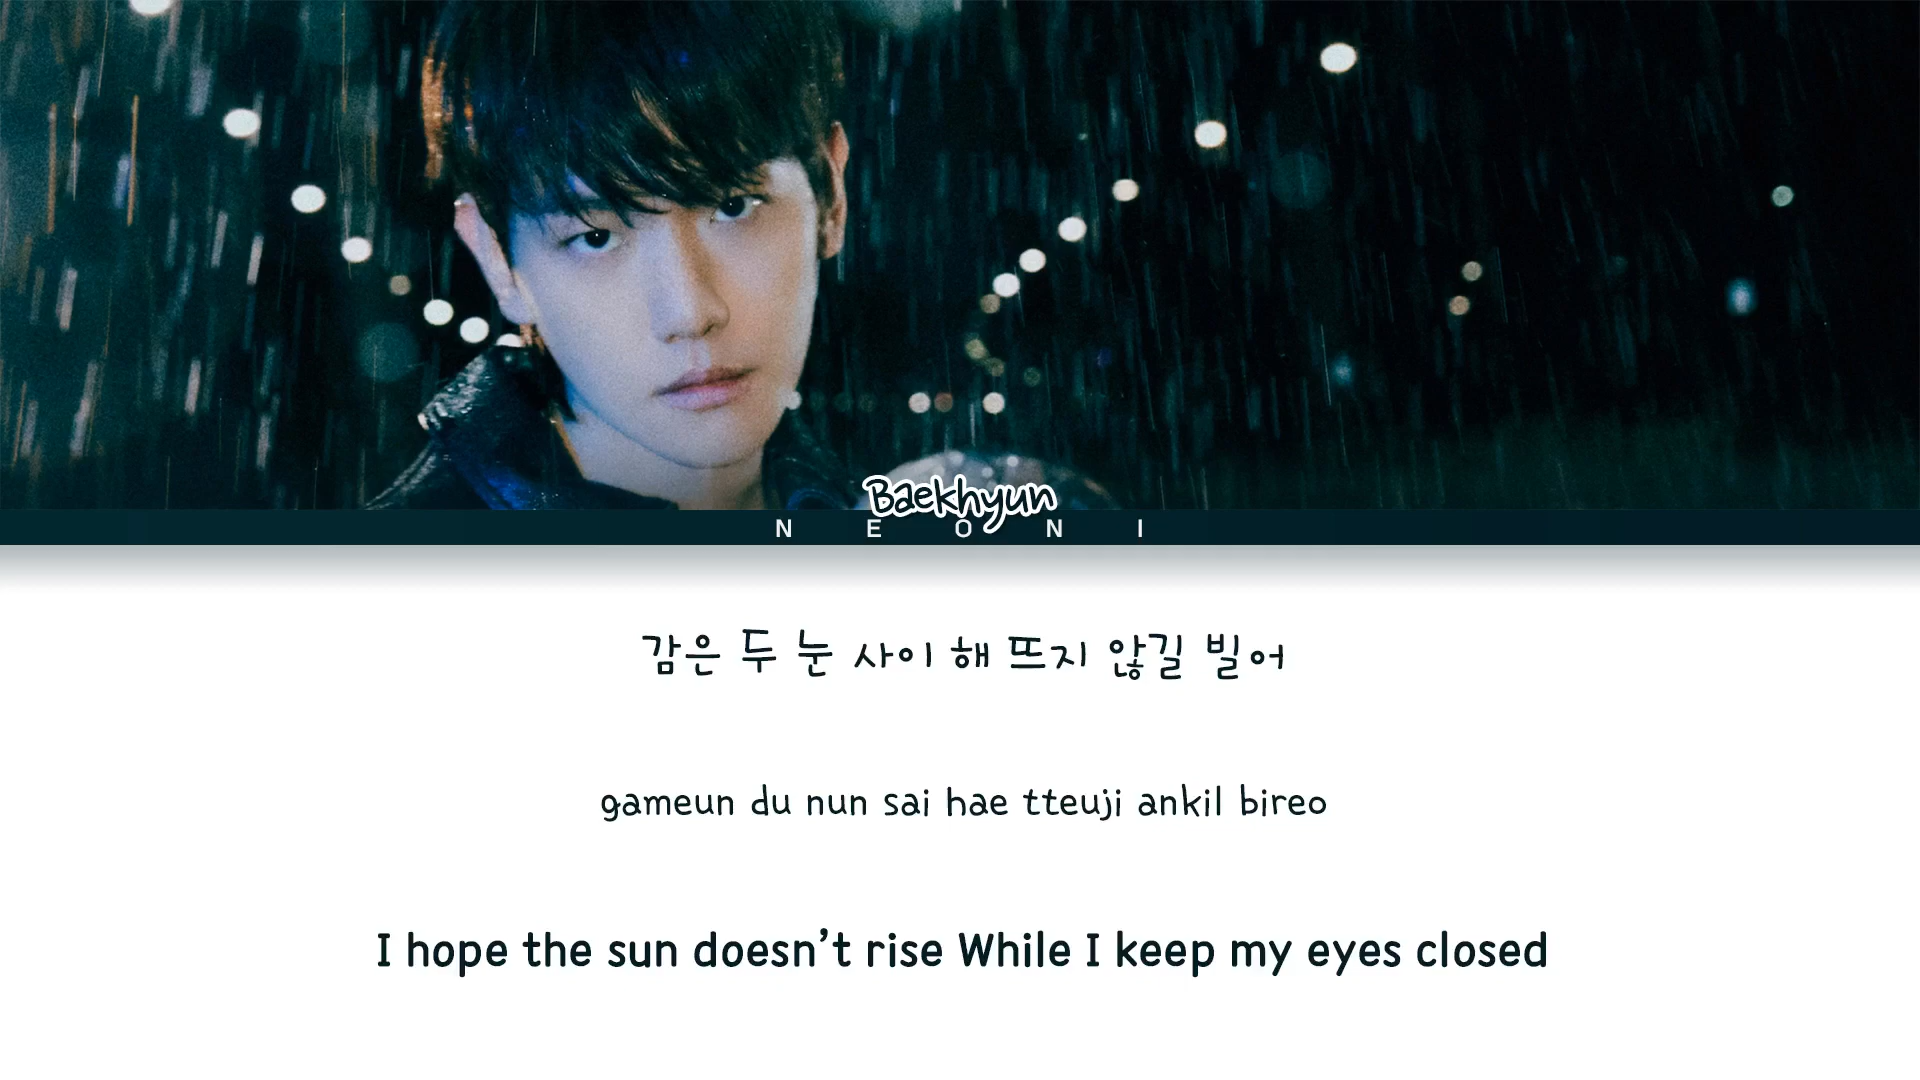 Baekhyun
NEONI
감은 두 눈 사이 해 뜨지 않길 빌어
gameun du nun sai hae tteuji ankil bireo
I hope the sun doesn’t rise While I keep my eyes closed